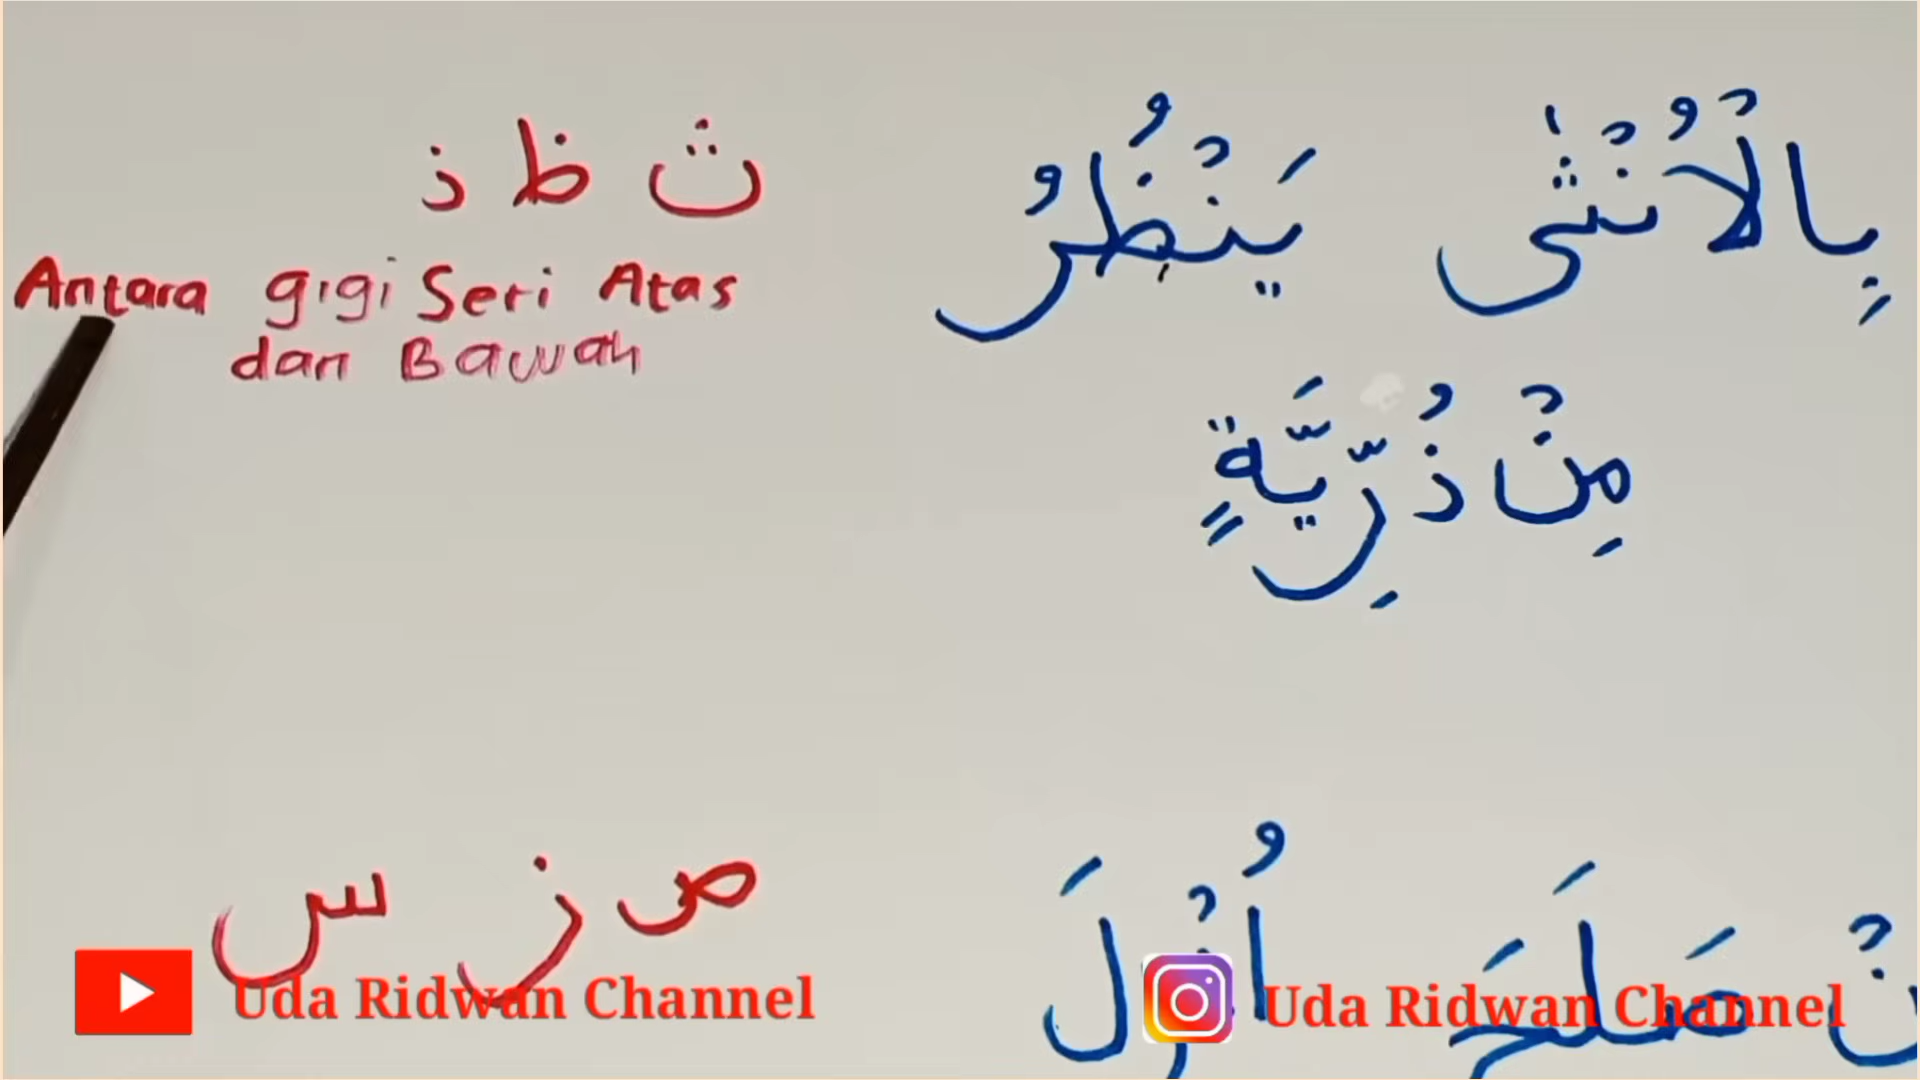 ث ظ ذ
Antara gigi Seri Atas
dan Bawah
بِالْاُنْثٰى يَنْظُرُ
مِنْ ذُرِّيَّةٍ
ص ز س
صَلَحَ اُنْزِلَ
Uda Ridwan Channel
Uda Ridwan Channel